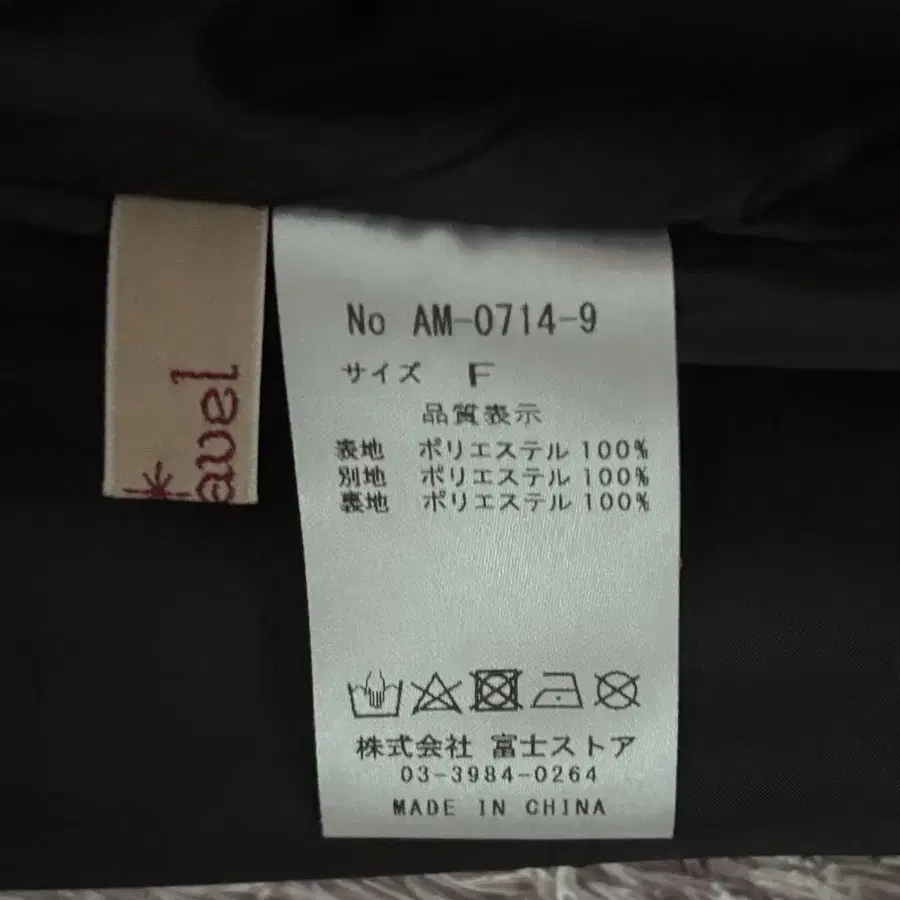 avel
No AM-0714-9
サイズ F
品質表示
表地 ポリエステル 100%
別地 ポリエステル 100%
裏地 ポリエステル 100%
株式会社 富士ストア
03-3984-0264
MADE IN CHINA